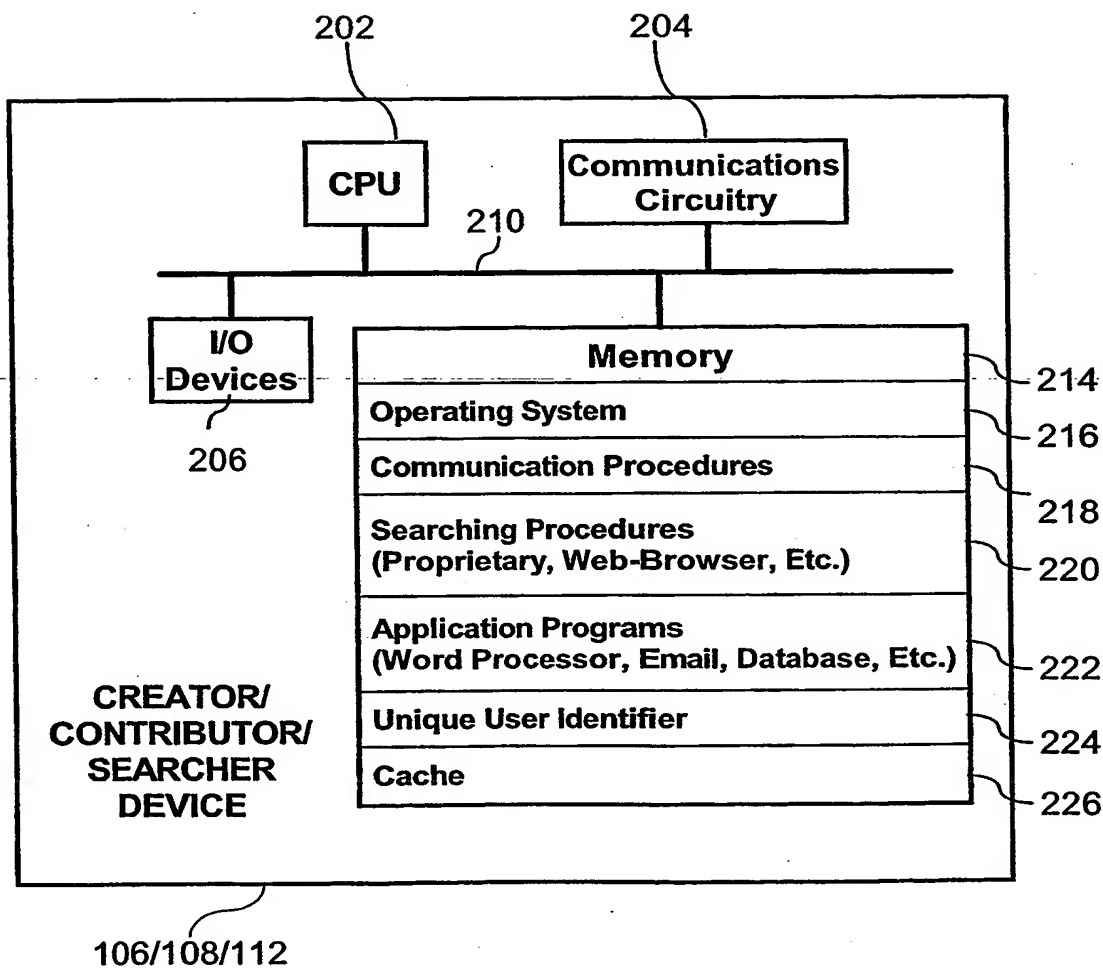 202
204
CPU
Communications
Circuitry
210
I/O
Devices
206
Memory
214
Operating System
216
Communication Procedures
218
Searching Procedures
(Proprietary, Web-Browser, Etc.)
220
Application Programs
(Word Processor, Email, Database, Etc.)
222
Unique User Identifier
224
Cache
226
CREATOR/
CONTRIBUTOR/
SEARCHER
DEVICE
106/108/112